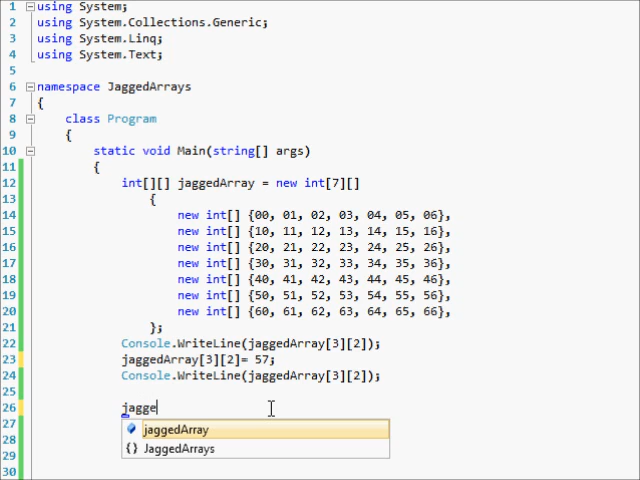 1 using System;
2 using System.Collections.Generic;
3 using System.Linq;
4 using System.Text;
5
6 namespace JaggedArrays
7 {
8 class Program
9 {
10 static void Main(string[] args)
11 {
12 int[][] jaggedArray = new int[7][]
13 {
14 new int[] {00, 01, 02, 03, 04, 05, 06},
15 new int[] {10, 11, 12, 13, 14, 15, 16},
16 new int[] {20, 21, 22, 23, 24, 25, 26},
17 new int[] {30, 31, 32, 33, 34, 35, 36},
18 new int[] {40, 41, 42, 43, 44, 45, 46},
19 new int[] {50, 51, 52, 53, 54, 55, 56},
20 new int[] {60, 61, 62, 63, 64, 65, 66},
21 };
22 Console.WriteLine(jaggedArray[3][2]);
23 jaggedArray[3][2]= 57;
24 Console.WriteLine(jaggedArray[3][2]);
25
26 jagge
27 jaggedArray
28 {} JaggedArrays
29
30